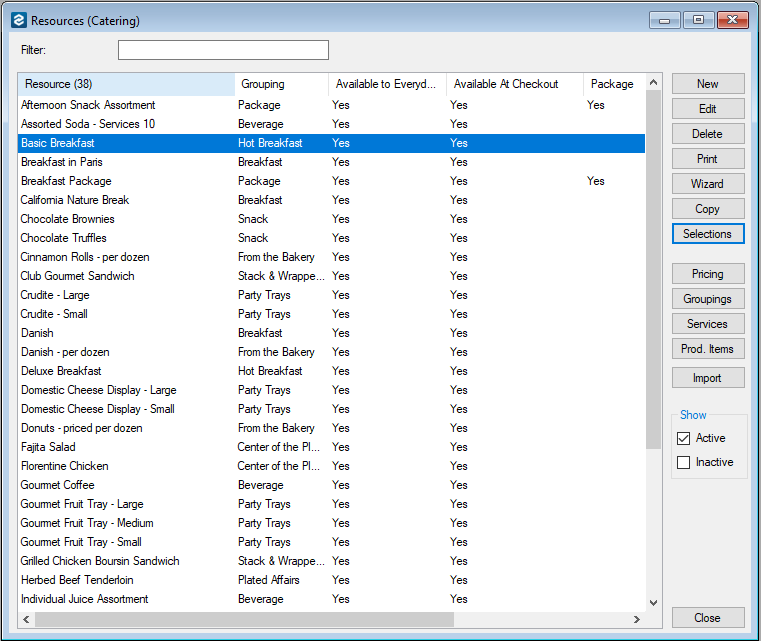 Resources (Catering)
Filter:
Resource (38) Grouping Available to Everyd... Available At Checkout Package
Afternoon Snack Assortment Package Yes Yes Yes
Assorted Soda - Services 10 Beverage Yes Yes
Basic Breakfast Hot Breakfast Yes Yes
Breakfast in Paris Breakfast Yes Yes
Breakfast Package Package Yes Yes Yes
California Nature Break Breakfast Yes Yes
Chocolate Brownies Snack Yes Yes
Chocolate Truffles Snack Yes Yes
Cinnamon Rolls - per dozen From the Bakery Yes Yes
Club Gourmet Sandwich Stack & Wrappe... Yes Yes
Crudite - Large Party Trays Yes Yes
Crudite - Small Party Trays Yes Yes
Danish Breakfast Yes Yes
Danish - per dozen From the Bakery Yes Yes
Deluxe Breakfast Hot Breakfast Yes Yes
Domestic Cheese Display - Large Party Trays Yes Yes
Domestic Cheese Display - Small Party Trays Yes Yes
Donuts - priced per dozen From the Bakery Yes Yes
Fajita Salad Center of the Pl... Yes Yes
Florentine Chicken Center of the Pl... Yes Yes
Gourmet Coffee Beverage Yes Yes
Gourmet Fruit Tray - Large Party Trays Yes Yes
Gourmet Fruit Tray - Medium Party Trays Yes Yes
Gourmet Fruit Tray - Small Party Trays Yes Yes
Grilled Chicken Boursin Sandwich Stack & Wrappe... Yes Yes
Herbed Beef Tenderloin Plated Affairs Yes Yes
Individual Juice Assortment Beverage Yes Yes
New
Edit
Delete
Print
Wizard
Copy
Selections
Pricing
Groupings
Services
Prod. Items
Import
Show
Active
Inactive
Close